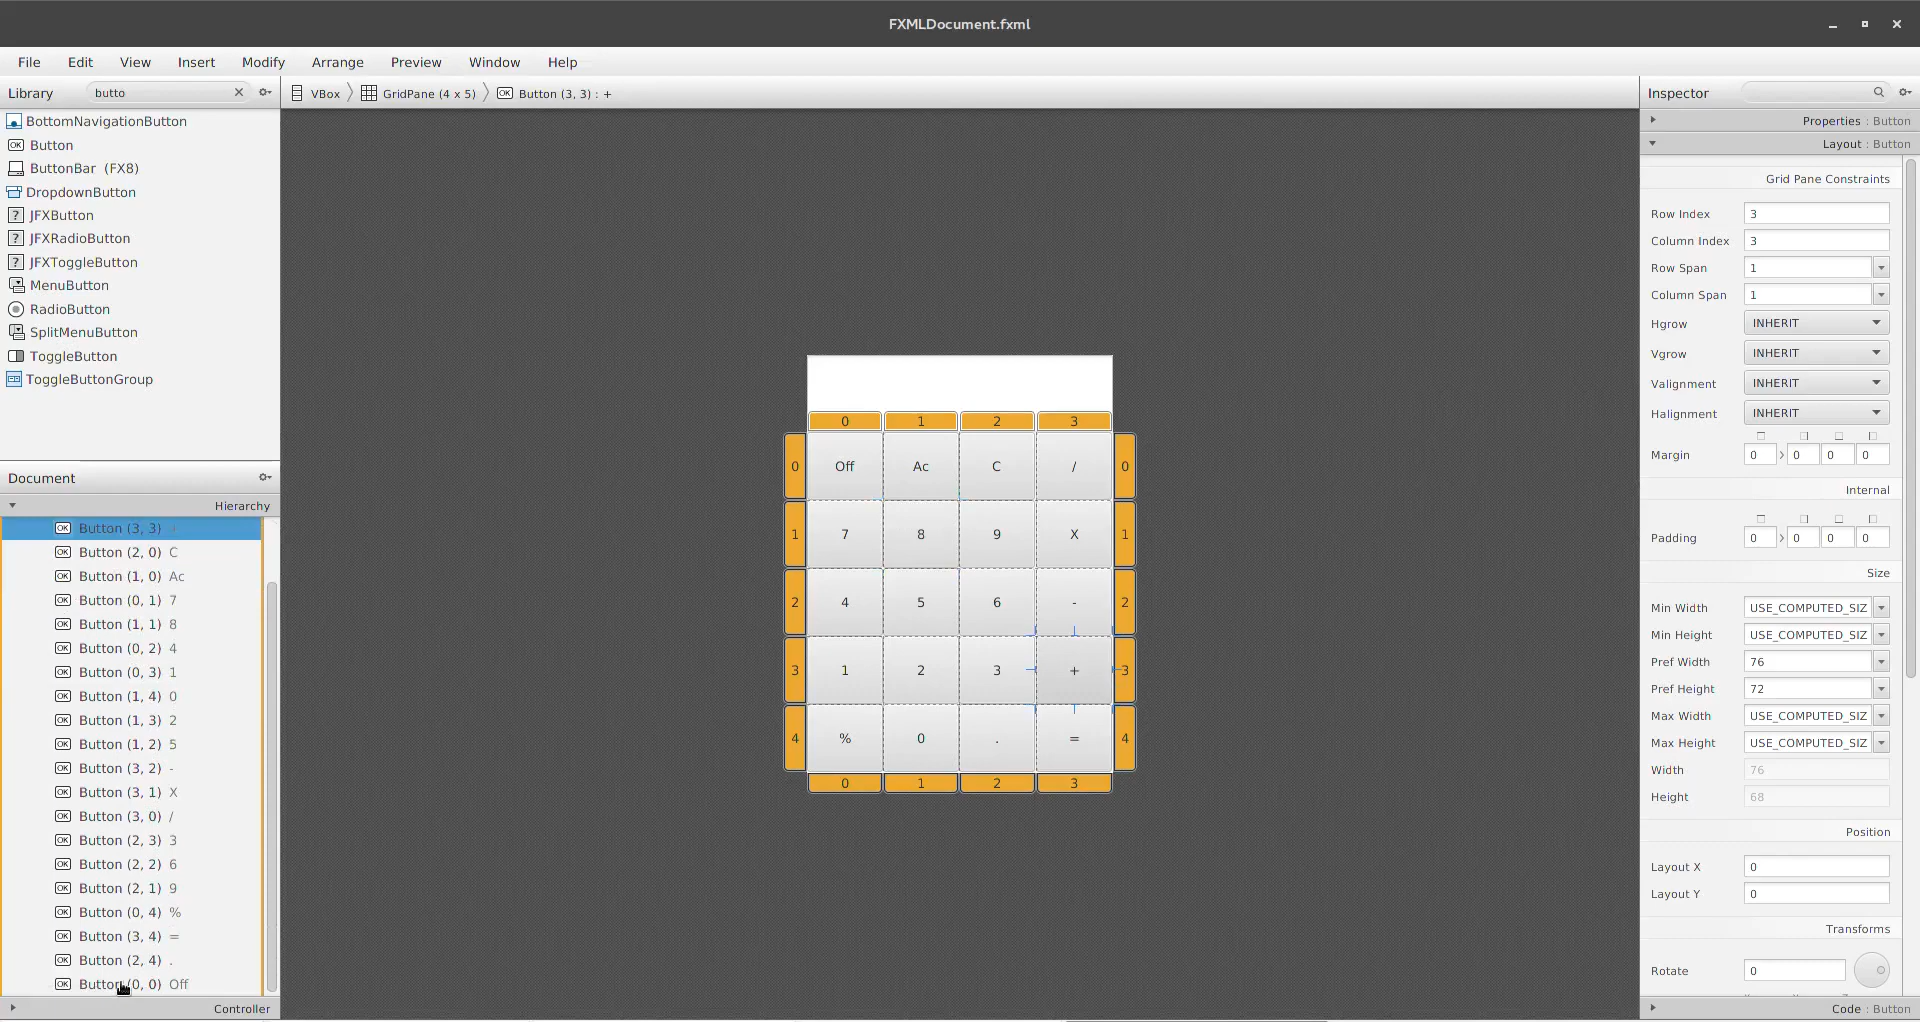 FXMLDocument.fxml
File Edit View Insert Modify Arrange Preview Window Help
Library butto
VBox GridPane (4 x 5) Button (3, 3) : +
Inspector
BottomNavigationButton
Button
ButtonBar (FX8)
DropdownButton
JFXButton
JFXRadioButton
JFXToggleButton
MenuButton
RadioButton
SplitMenuButton
ToggleButton
ToggleButtonGroup
Document
Hierarchy
Button (3, 3) +
Button (2, 0) C
Button (1, 0) Ac
Button (0, 1) 7
Button (1, 1) 8
Button (0, 2) 4
Button (0, 3) 1
Button (1, 4) 0
Button (1, 3) 2
Button (1, 2) 5
Button (3, 2) -
Button (3, 1) X
Button (3, 0) /
Button (2, 3) 3
Button (2, 2) 6
Button (2, 1) 9
Button (0, 4) %
Button (3, 4) =
Button (2, 4) .
Button (0, 0) Off
Controller
0 1 2 3
0 Off Ac C / 0
1 7 8 9 X 1
2 4 5 6 - 2
3 1 2 3 + 3
4 % 0 . = 4
0 1 2 3
Properties : Button
Layout : Button
Grid Pane Constraints
Row Index 3
Column Index 3
Row Span 1
Column Span 1
Hgrow INHERIT
Vgrow INHERIT
Valignment INHERIT
Halignment INHERIT
Margin 0 0 0 0
Internal
Padding 0 0 0 0
Size
Min Width USE_COMPUTED_SIZ
Min Height USE_COMPUTED_SIZ
Pref Width 76
Pref Height 72
Max Width USE_COMPUTED_SIZ
Max Height USE_COMPUTED_SIZ
Width 76
Height 68
Position
Layout X 0
Layout Y 0
Transforms
Rotate 0
Code : Button